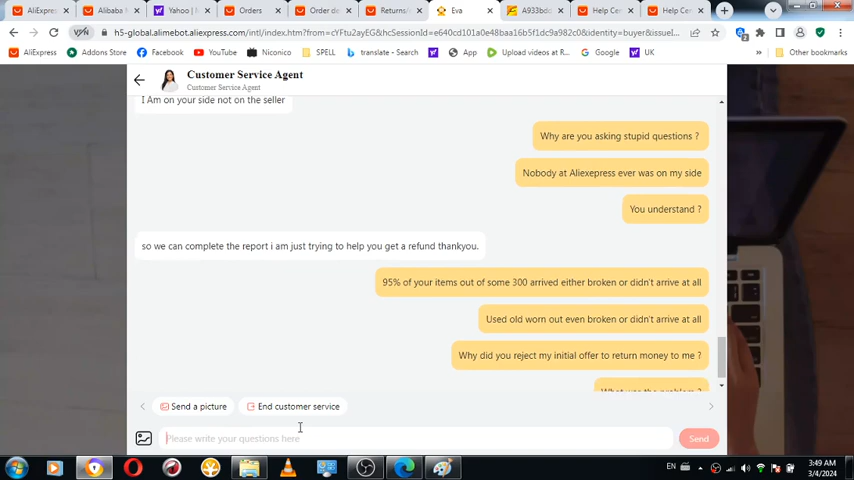 AliExpre
Alibaba
Yahoo |
Orders
Order de
Returns/
Eva
A933bdc
Help Cen
Help Cen
h5-global.alimebot.aliexpress.com/intl/index.htm?from=cYFtu2ayEG&hcSessionId=e640cd101a0e48baa16b5f1dc9a982c0&identity=buyer&issueI...
AliExpress
Addons Store
Facebook
YouTube
Niconico
SPELL
translate - Search
App
Upload videos at R...
Google
UK
»
Other bookmarks
Customer Service Agent
Customer Service Agent
I Am on your side not on the seller
Why are you asking stupid questions ?
Nobody at Aliexepress ever was on my side
You understand ?
so we can complete the report i am just trying to help you get a refund thankyou.
95% of your items out of some 300 arrived either broken or didn't arrive at all
Used old worn out even broken or didn't arrive at all
Why did you reject my initial offer to return money to me ?
What was the problem ?
Send a picture
End customer service
Please write your questions here
Send
EN
3:49 AM
3/4/2024